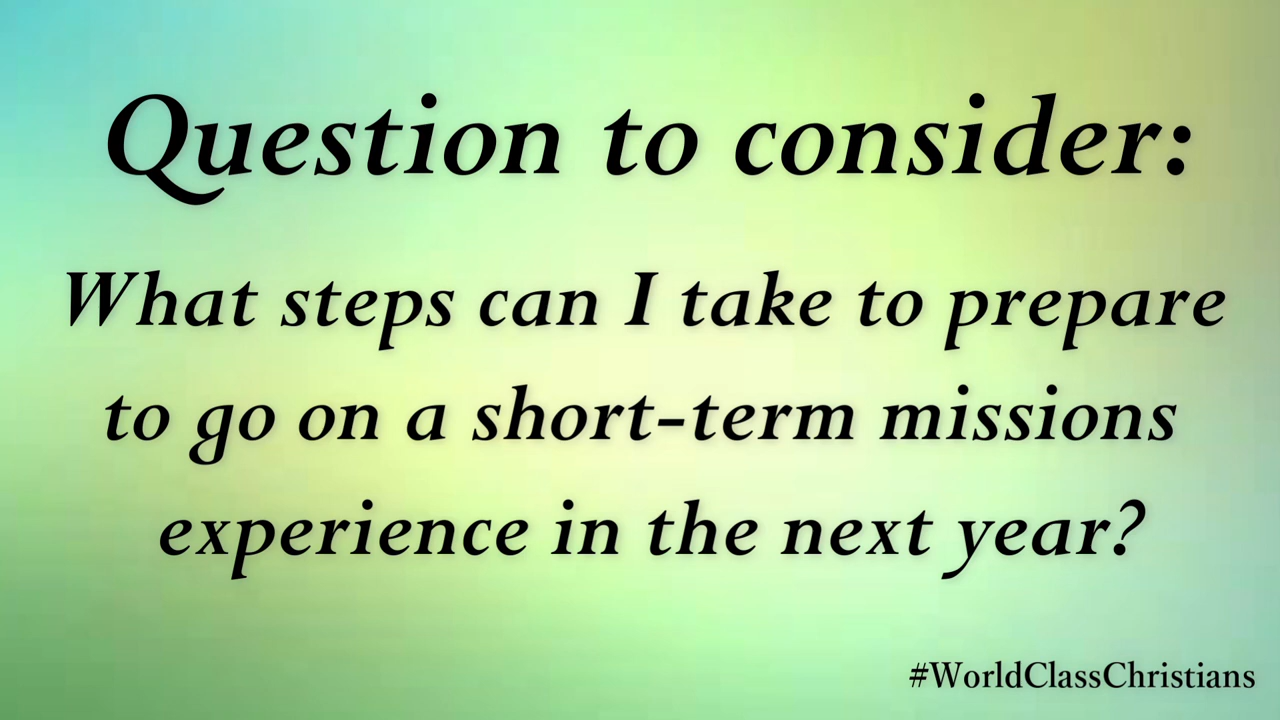 Question to consider:
What steps can I take to prepare
to go on a short-term missions
experience in the next year?
#WorldClassChristians